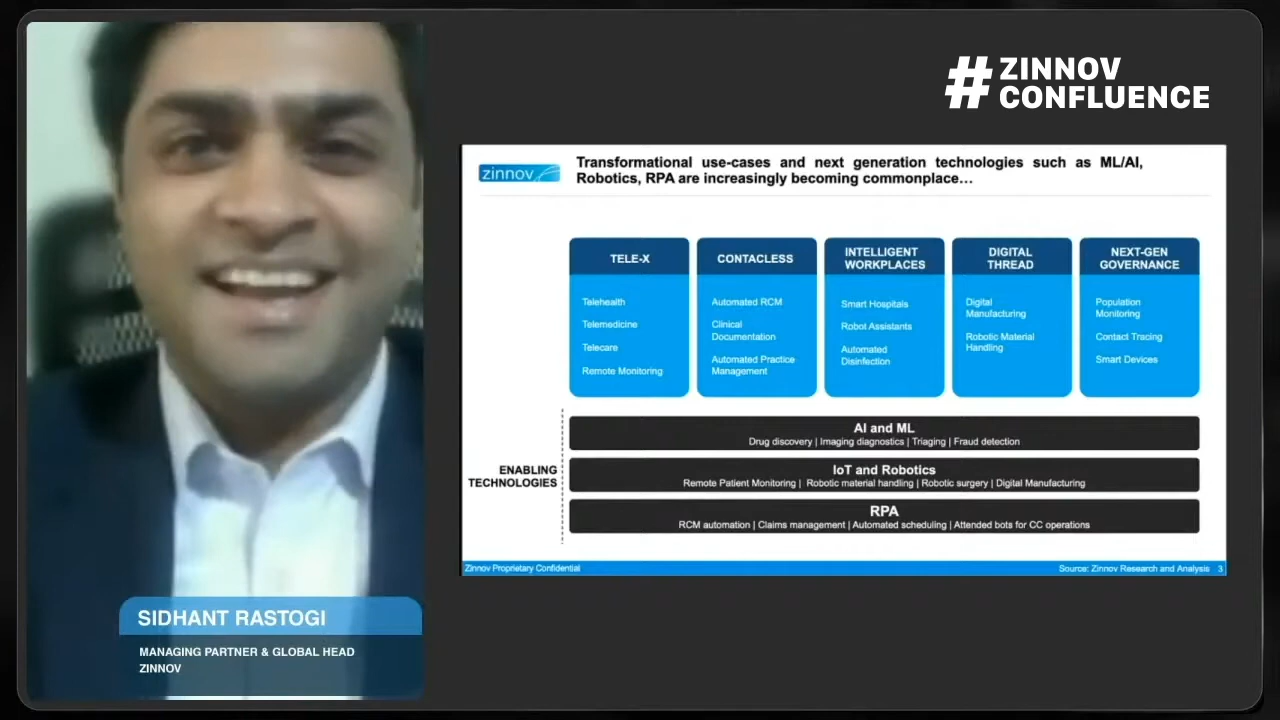 # ZINNOV
CONFLUENCE
zinnov
Transformational use-cases and next generation technologies such as ML/AI,
Robotics, RPA are increasingly becoming commonplace…
TELE-X
Telehealth
Telemedicine
Telecare
Remote Monitoring
CONTACLESS
Automated RCM
Clinical
Documentation
Automated Practice
Management
INTELLIGENT
WORKPLACES
Smart Hospitals
Robot Assistants
Automated
Disinfection
DIGITAL
THREAD
Digital
Manufacturing
Robotic Material
Handling
NEXT-GEN
GOVERNANCE
Population
Monitoring
Contact Tracing
Smart Devices
ENABLING
TECHNOLOGIES
AI and ML
Drug discovery | Imaging diagnostics | Triaging | Fraud detection
IoT and Robotics
Remote Patient Monitoring | Robotic material handling | Robotic surgery | Digital Manufacturing
RPA
RCM automation | Claims management | Automated scheduling | Attended bots for CC operations
Zinnov Proprietary Confidential
Source: Zinnov Research and Analysis 3
SIDHANT RASTOGI
MANAGING PARTNER & GLOBAL HEAD
ZINNOV